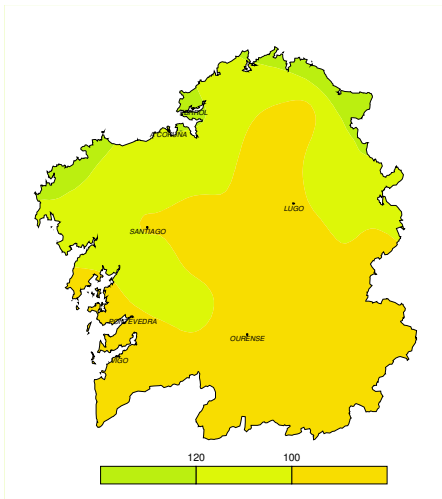 FERROL
A CORUÑA
LUGO
SANTIAGO
PONTEVEDRA
OURENSE
VIGO
120 100